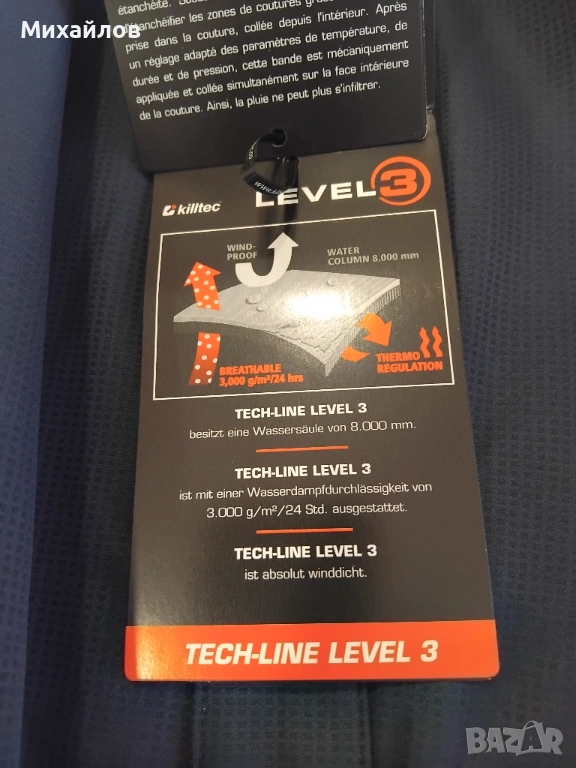 Михайлов
étanchéité.
étanchéifier les zones de coutures
prise dans la couture, collée depuis l'intérieur. Après
un réglage adapté des paramètres de température, de
durée et de pression, cette bande est mécaniquement
appliquée et collée simultanément sur la face intérieure
de la couture. Ainsi, la pluie ne peut plus s'infiltrer.
killtec
LEVEL 3
WIND-
PROOF
WATER
COLUMN 8,000 mm
BREATHABLE
3,000 g/m²/24 hrs
THERMO
REGULATION
TECH-LINE LEVEL 3
besitzt eine Wassersäule von 8.000 mm.
TECH-LINE LEVEL 3
ist mit einer Wasserdampfdurchlässigkeit von
3.000 g/m²/24 Std. ausgestattet.
TECH-LINE LEVEL 3
ist absolut winddicht.
TECH-LINE LEVEL 3
BAZAR